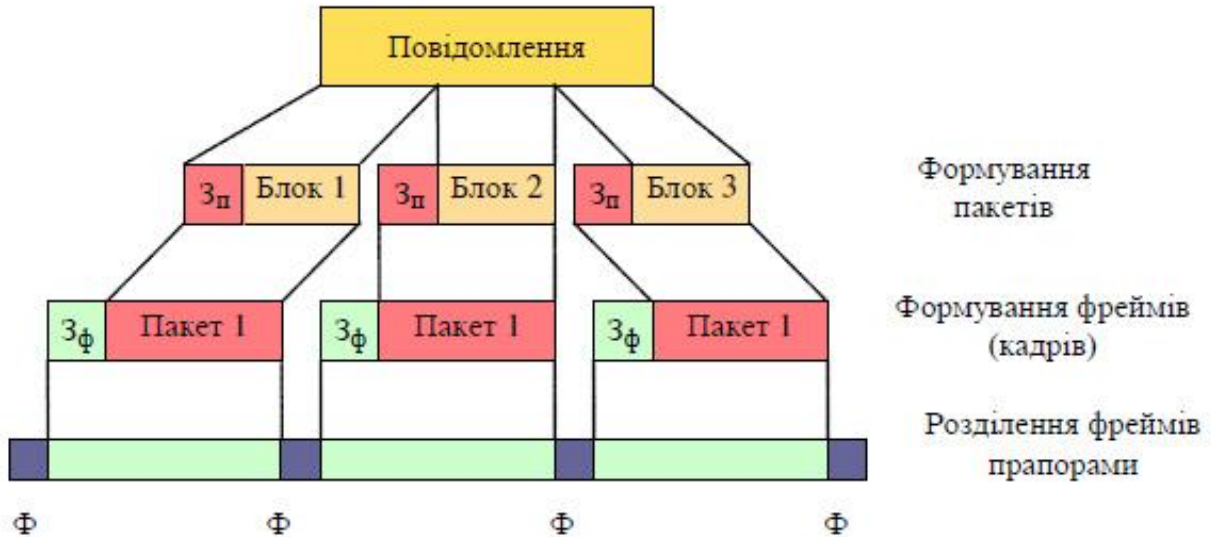 Повідомлення
Зп Блок 1 Зп Блок 2 Зп Блок 3
Формування
пакетів
Зф Пакет 1 Зф Пакет 1 Зф Пакет 1
Формування фреймів
(кадрів)
Розділення фреймів
прапорами
Ф Ф Ф Ф